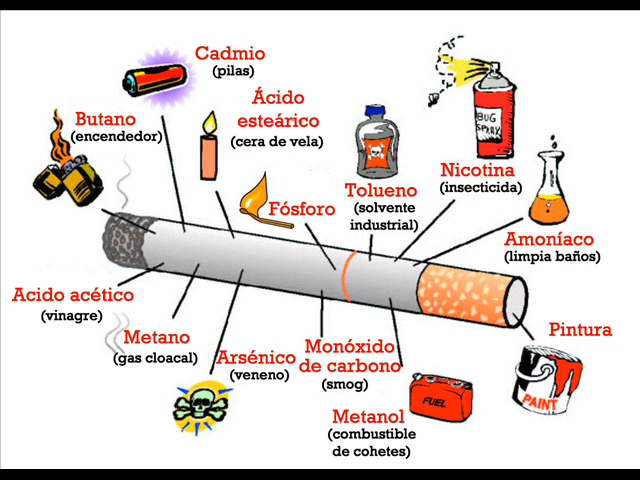 Cadmio
(pilas)
Butano
(encendedor)
Ácido
esteárico
(cera de vela)
Fósforo
Tolueno
(solvente
industrial)
BUG
SPRAY
Nicotina
(insecticida)
Amoníaco
(limpia baños)
Acido acético
(vinagre)
Metano
(gas cloacal)
Arsénico
(veneno)
Monóxido
de carbono
(smog)
Metanol
(combustible
de cohetes)
FUEL
Pintura
PAINT